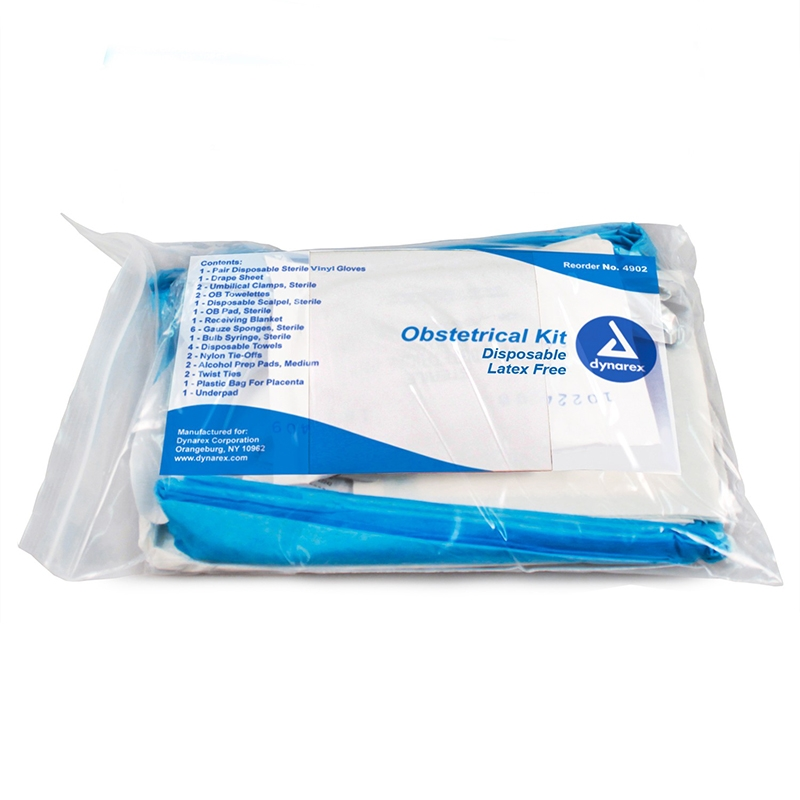 Contents:
1 - Pair Disposable Sterile Vinyl Gloves
1 - Drape Sheet
2 - Umbilical Clamps, Sterile
2 - OB Towelettes
1 - Disposable Scalpel, Sterile
1 - OB Pad, Sterile
1 - Receiving Blanket
6 - Gauze Sponges, Sterile
1 - Bulb Syringe, Sterile
4 - Disposable Towels
2 - Nylon Tie-Offs
2 - Alcohol Prep Pads, Medium
2 - Twist Ties
1 - Plastic Bag For Placenta
1 - Underpad
Manufactured for:
Dynarex Corporation
Orangeburg, NY 10962
www.dynarex.com
Reorder No. 4902
Obstetrical Kit
Disposable
Latex Free
dynarex